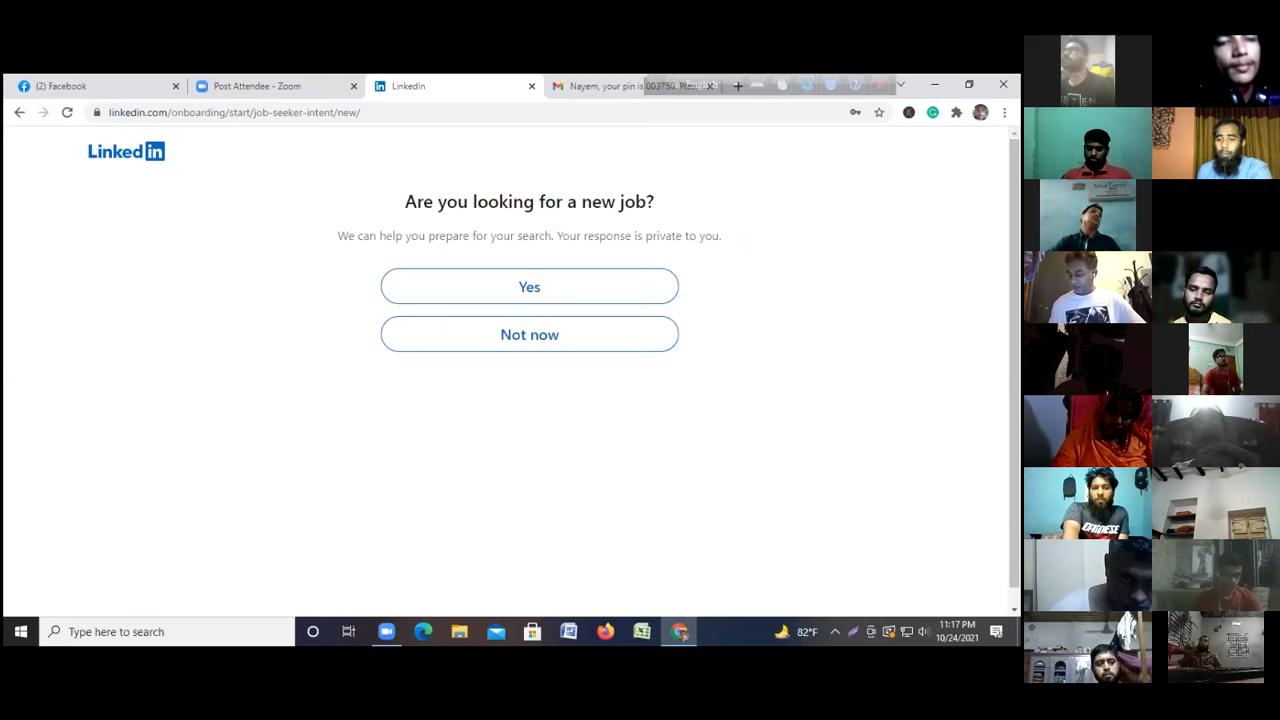 (2) Facebook
Post Attendee - Zoom
LinkedIn
Nayem, your pin is 003750. Ple
linkedin.com/onboarding/start/job-seeker-intent/new/
Linked in
Are you looking for a new job?
We can help you prepare for your search. Your response is private to you.
Yes
Not now
Type here to search
82°F
11:17 PM
10/24/2021